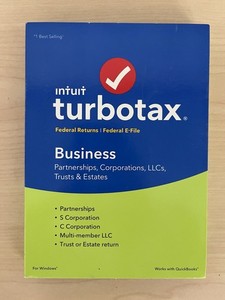 #1 Best Selling
intuit
turbotax®
Federal Returns | Federal E-File
Business
Partnerships, Corporations, LLCs,
Trusts & Estates
• Partnerships
• S Corporation
• C Corporation
• Multi-member LLC
• Trust or Estate return
For Windows®
Works with QuickBooks®